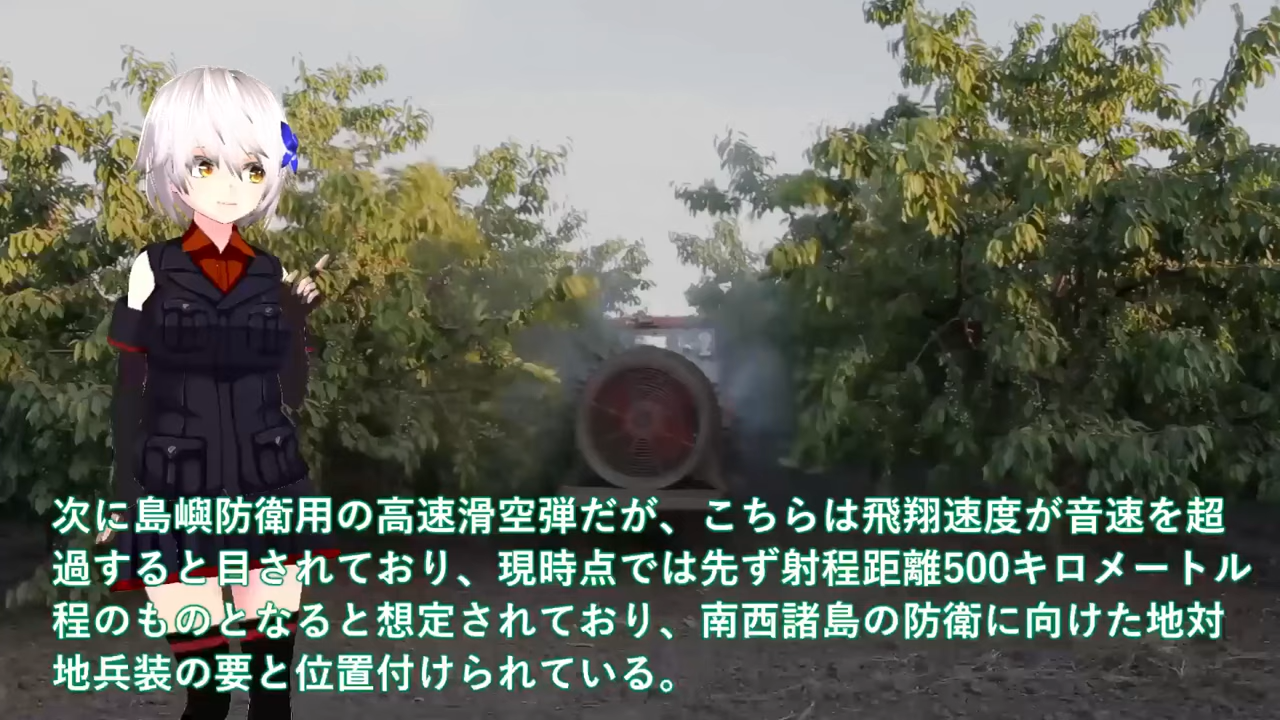 次に島嶼防衛用の高速滑空弾だが、こちらは飛翔速度が音速を超
過すると目されており、現時点では先ず射程距離500キロメートル
程のものとなると想定されており、南西諸島の防衛に向けた地対
地兵装の要と位置付けられている。